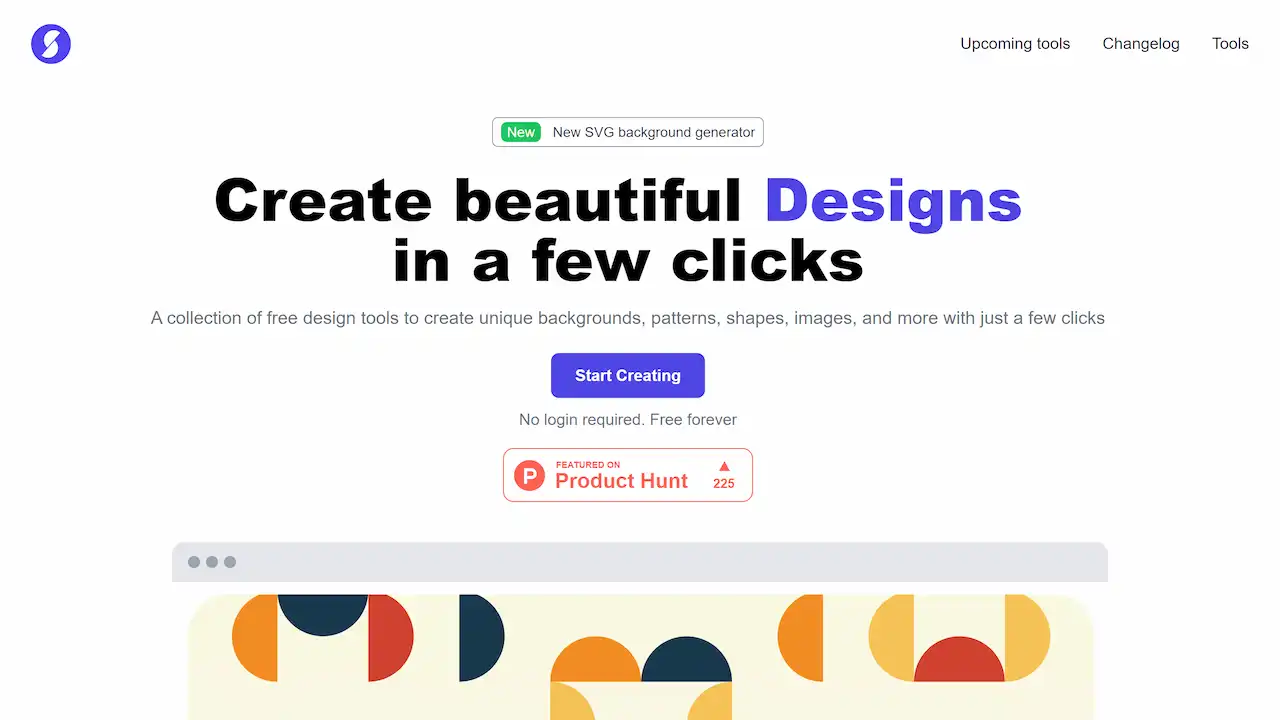 Upcoming tools Changelog Tools
New New SVG background generator
Create beautiful Designs
in a few clicks
A collection of free design tools to create unique backgrounds, patterns, shapes, images, and more with just a few clicks
Start Creating
No login required. Free forever
FEATURED ON
Product Hunt
225